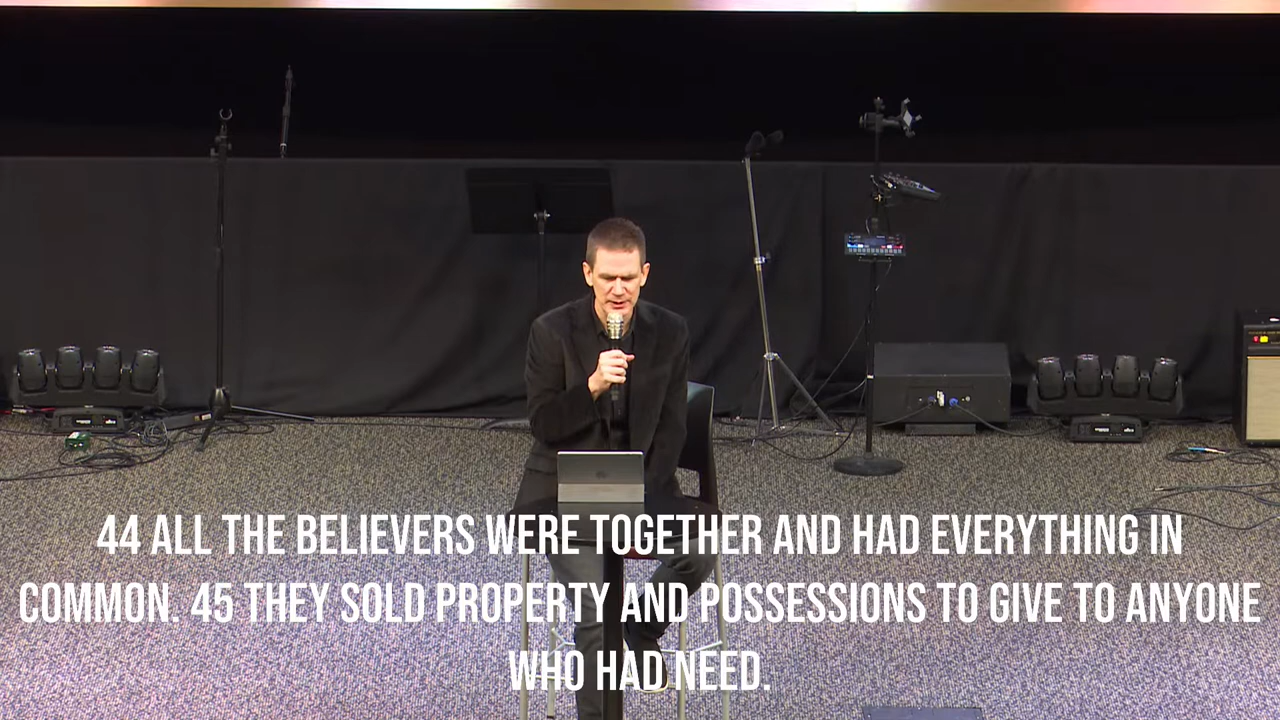 44 ALL THE BELIEVERS WERE TOGETHER AND HAD EVERYTHING IN
COMMON. 45 THEY SOLD PROPERTY AND POSSESSIONS TO GIVE TO ANYONE
WHO HAD NEED.